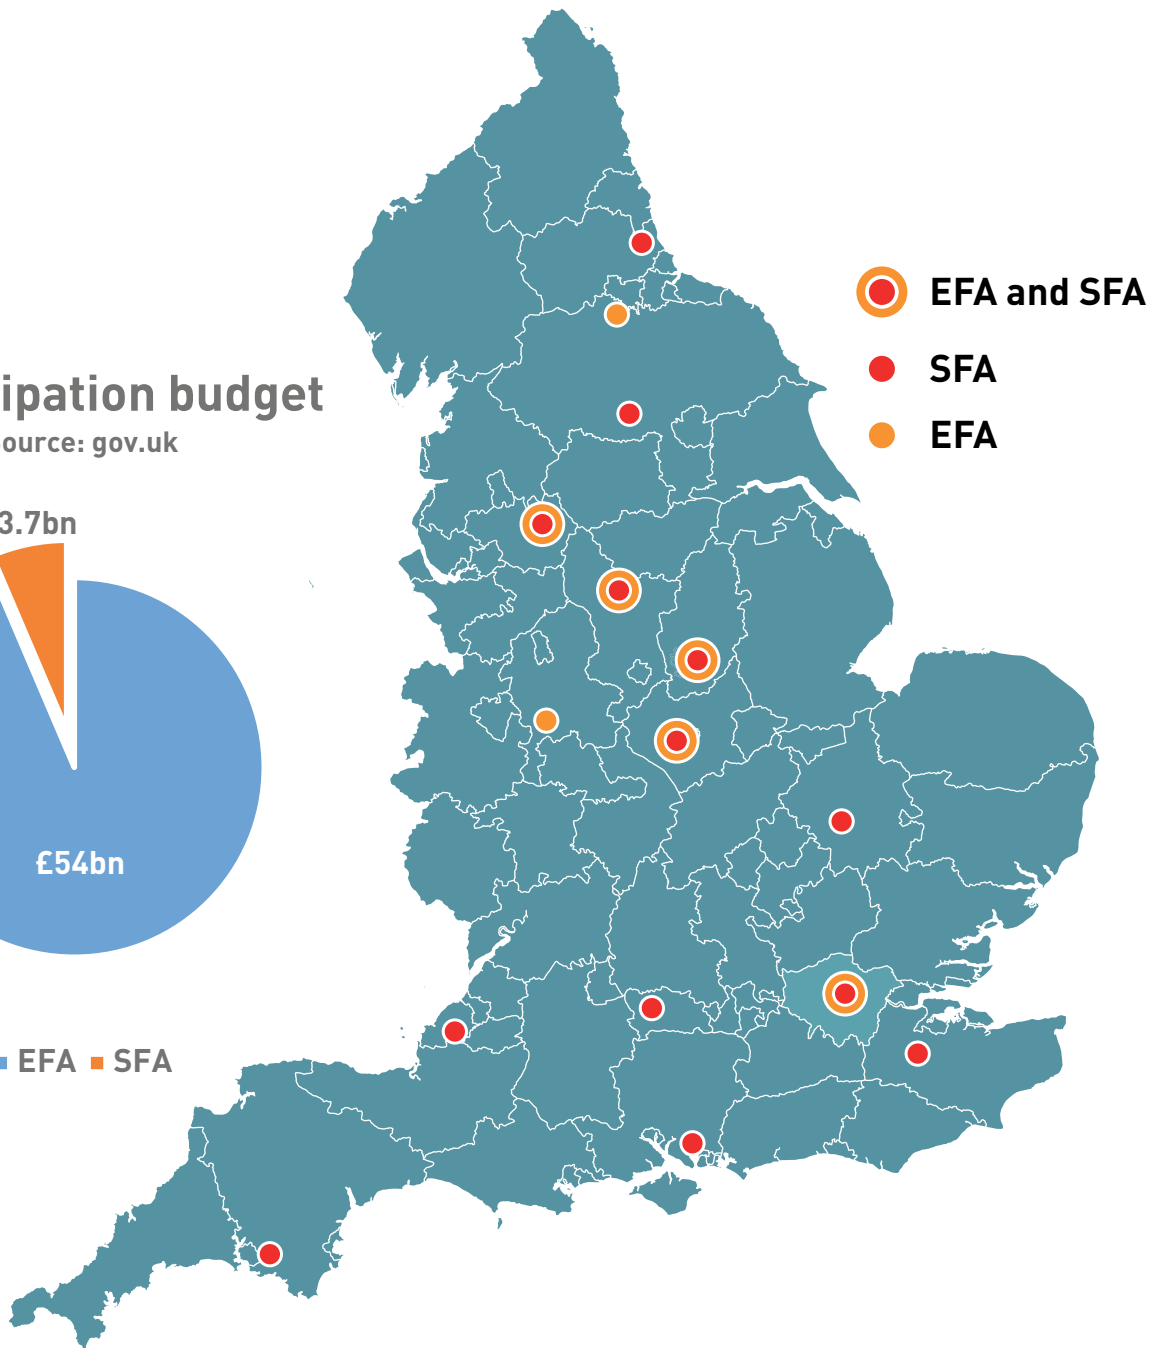 ipation budget
ource: gov.uk
3.7bn
£54bn
EFA SFA
EFA and SFA
SFA
EFA